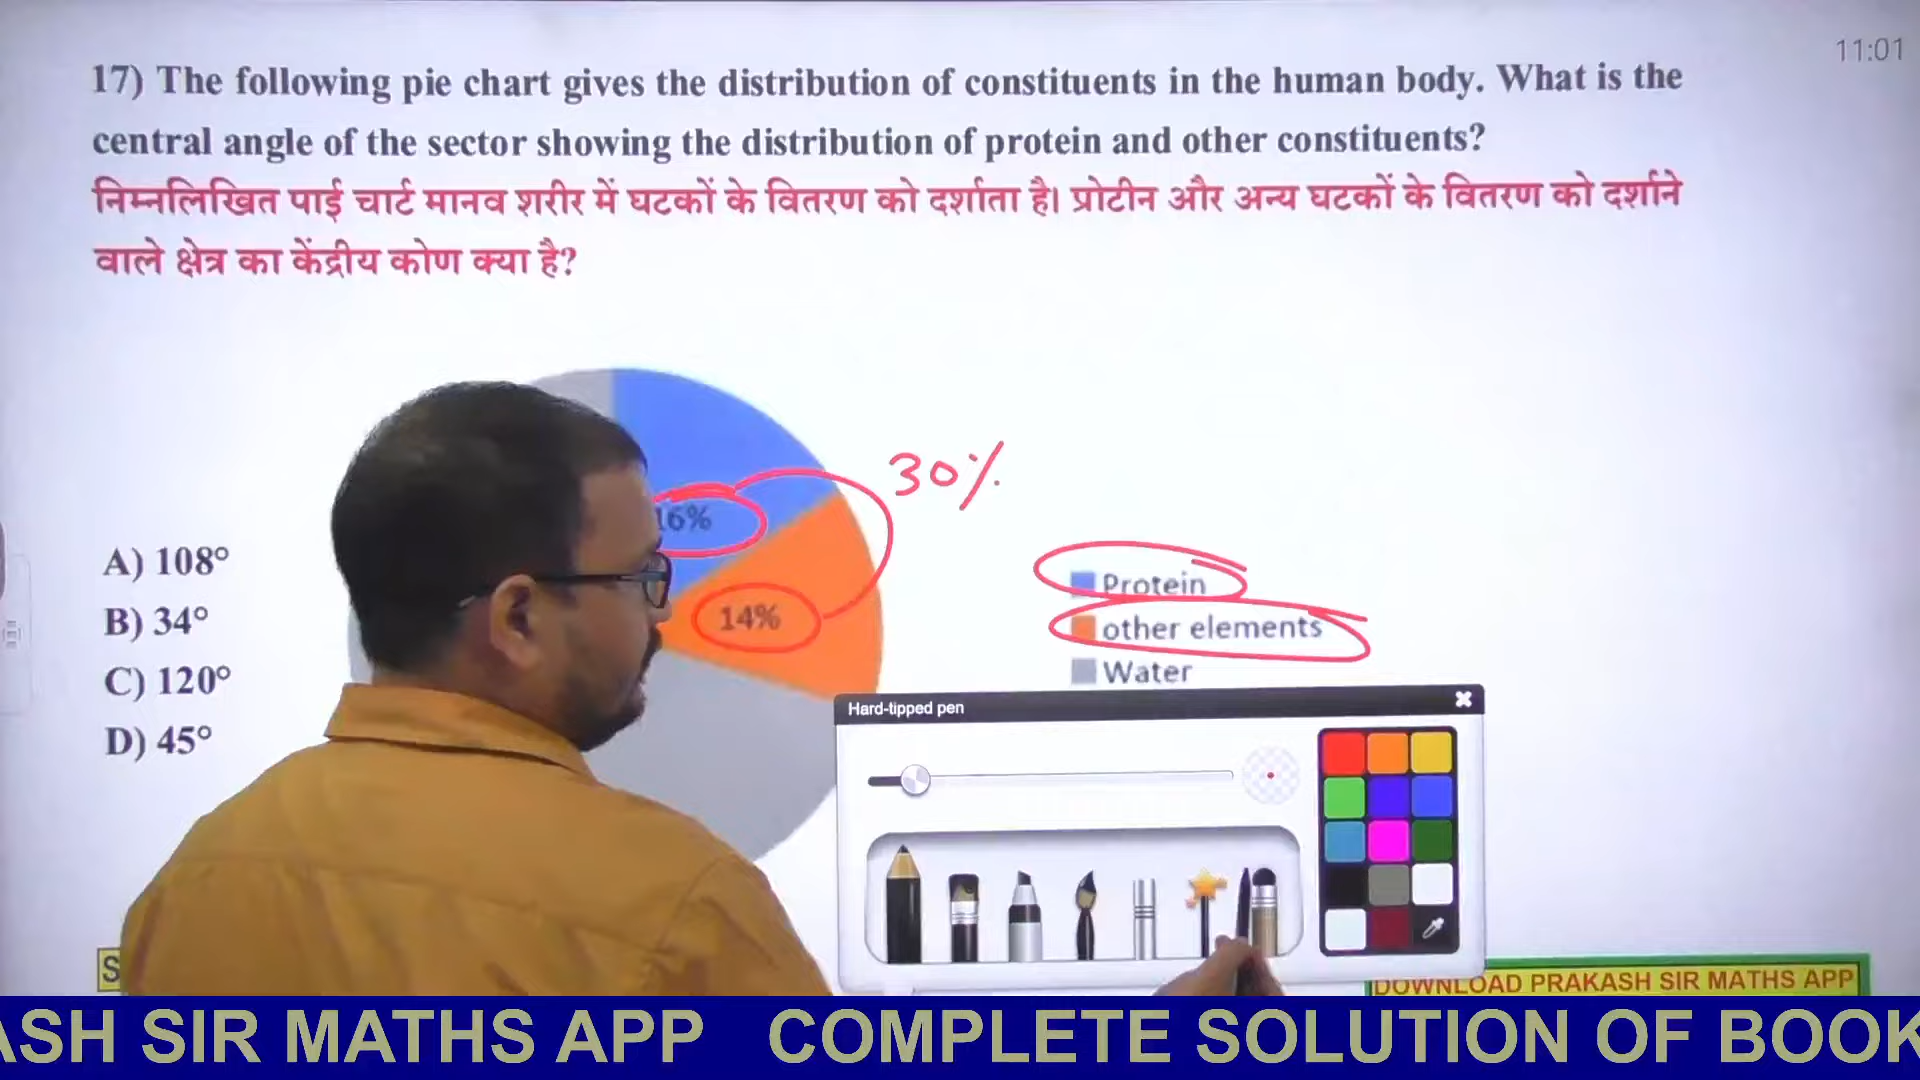 11:01
17) The following pie chart gives the distribution of constituents in the human body. What is the
central angle of the sector showing the distribution of protein and other constituents?
निम्नलिखित पाई चार्ट मानव शरीर में घटकों के वितरण को दर्शाता है। प्रोटीन और अन्य घटकों के वितरण को दर्शाने
वाले क्षेत्र का केंद्रीय कोण क्या है?
30%
16%
14%
A) 108°
B) 34°
C) 120°
D) 45°
Protein
other elements
Water
Hard-tipped pen
S
DOWNLOAD PRAKASH SIR MATHS APP
ASH SIR MATHS APP COMPLETE SOLUTION OF BOOK